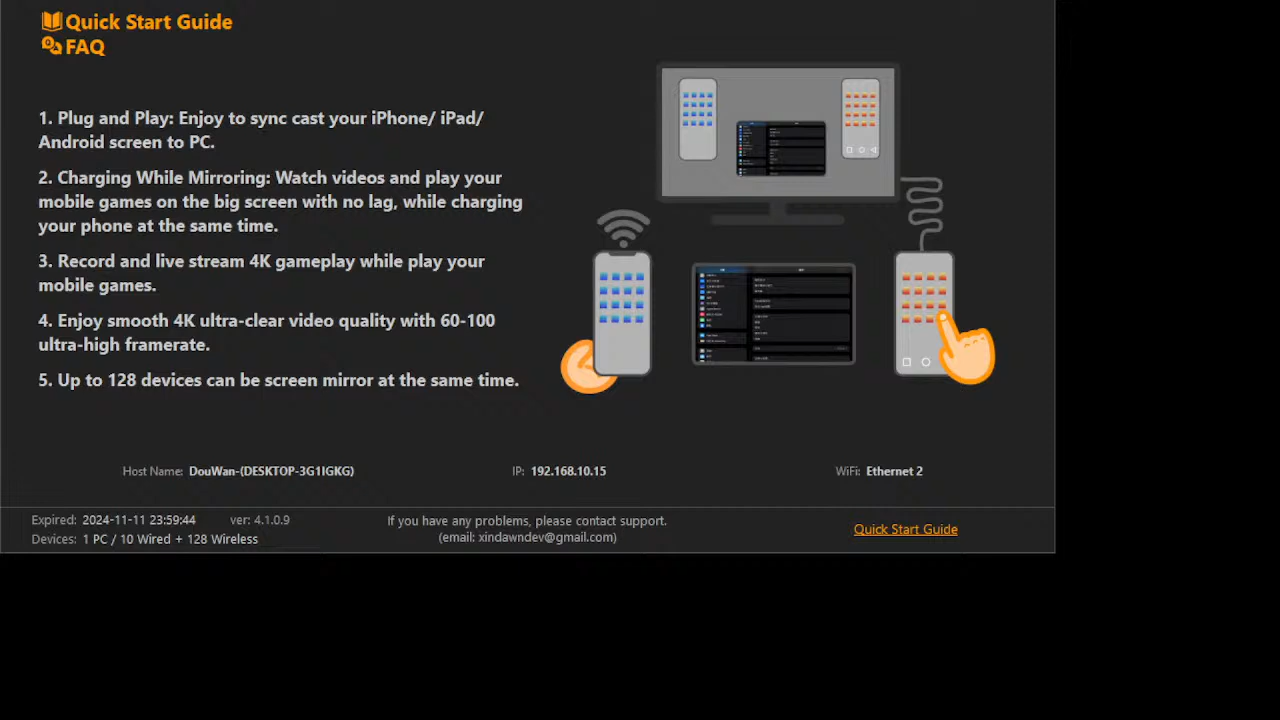 Quick Start Guide
FAQ
1. Plug and Play: Enjoy to sync cast your iPhone/ iPad/
Android screen to PC.
2. Charging While Mirroring: Watch videos and play your
mobile games on the big screen with no lag, while charging
your phone at the same time.
3. Record and live stream 4K gameplay while play your
mobile games.
4. Enjoy smooth 4K ultra-clear video quality with 60-100
ultra-high framerate.
5. Up to 128 devices can be screen mirror at the same time.
Host Name: DouWan-(DESKTOP-3G1IGKG)
IP: 192.168.10.15
WiFi: Ethernet 2
Expired: 2024-11-11 23:59:44 ver: 4.1.0.9
Devices: 1 PC / 10 Wired + 128 Wireless
If you have any problems, please contact support.
(email: xindawndev@gmail.com)
Quick Start Guide